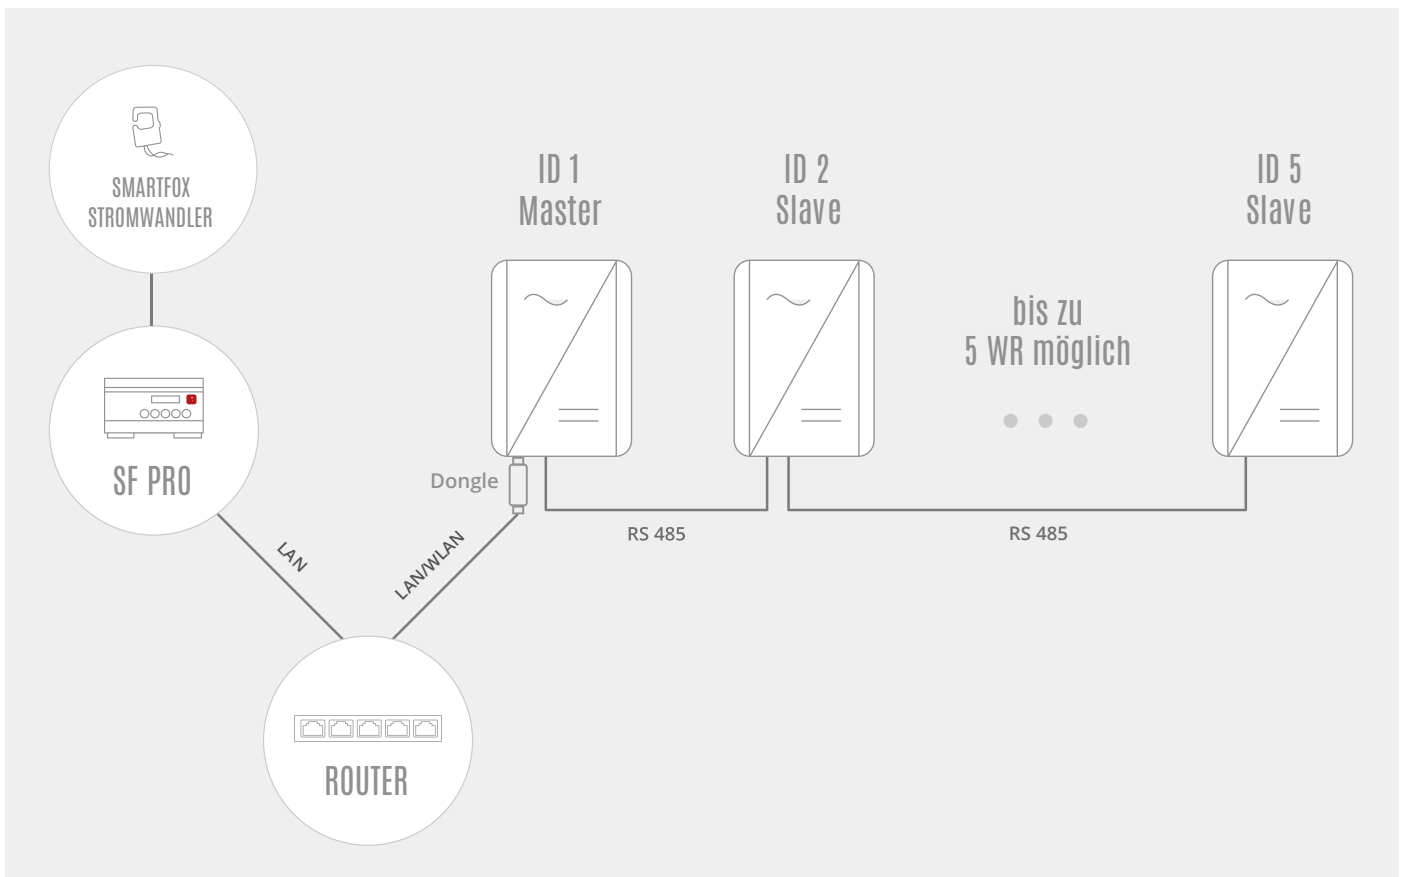 SMARTFOX
STROMWANDLER
SF PRO
LAN
LAN/WLAN
ROUTER
ID 1
Master
Dongle
RS 485
ID 2
Slave
bis zu
5 WR möglich
RS 485
ID 5
Slave